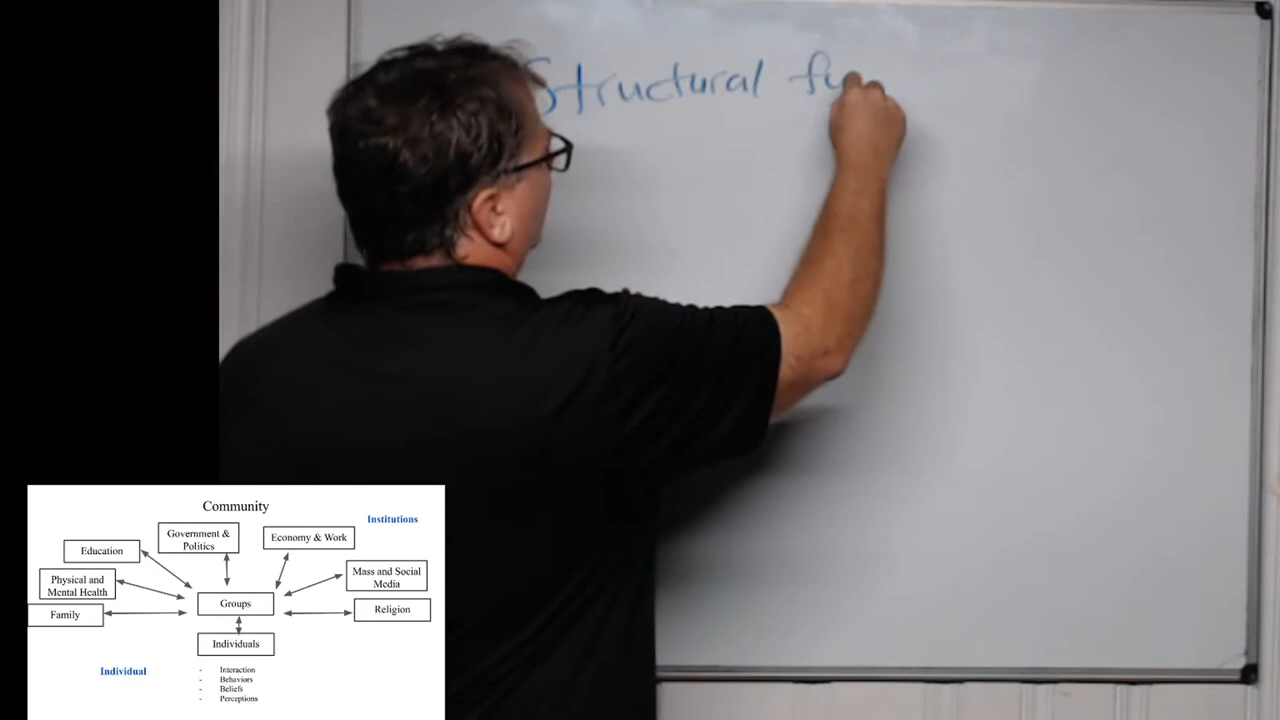 Structural fu
Community
Institutions
Government &
Politics
Economy & Work
Education
Mass and Social
Media
Physical and
Mental Health
Groups
Religion
Family
Individuals
Individual
- Interaction
- Behaviors
- Beliefs
- Perceptions